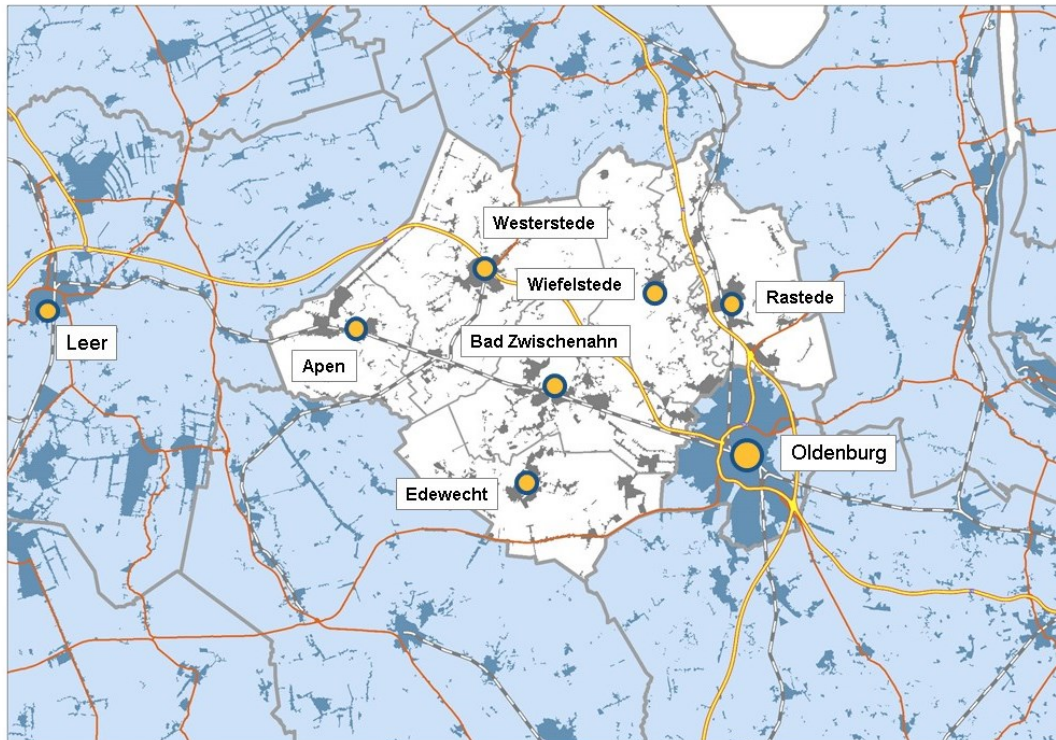 Westerstede
Wiefelstede
Rastede
Leer
Bad Zwischenahn
Apen
Oldenburg
Edewecht